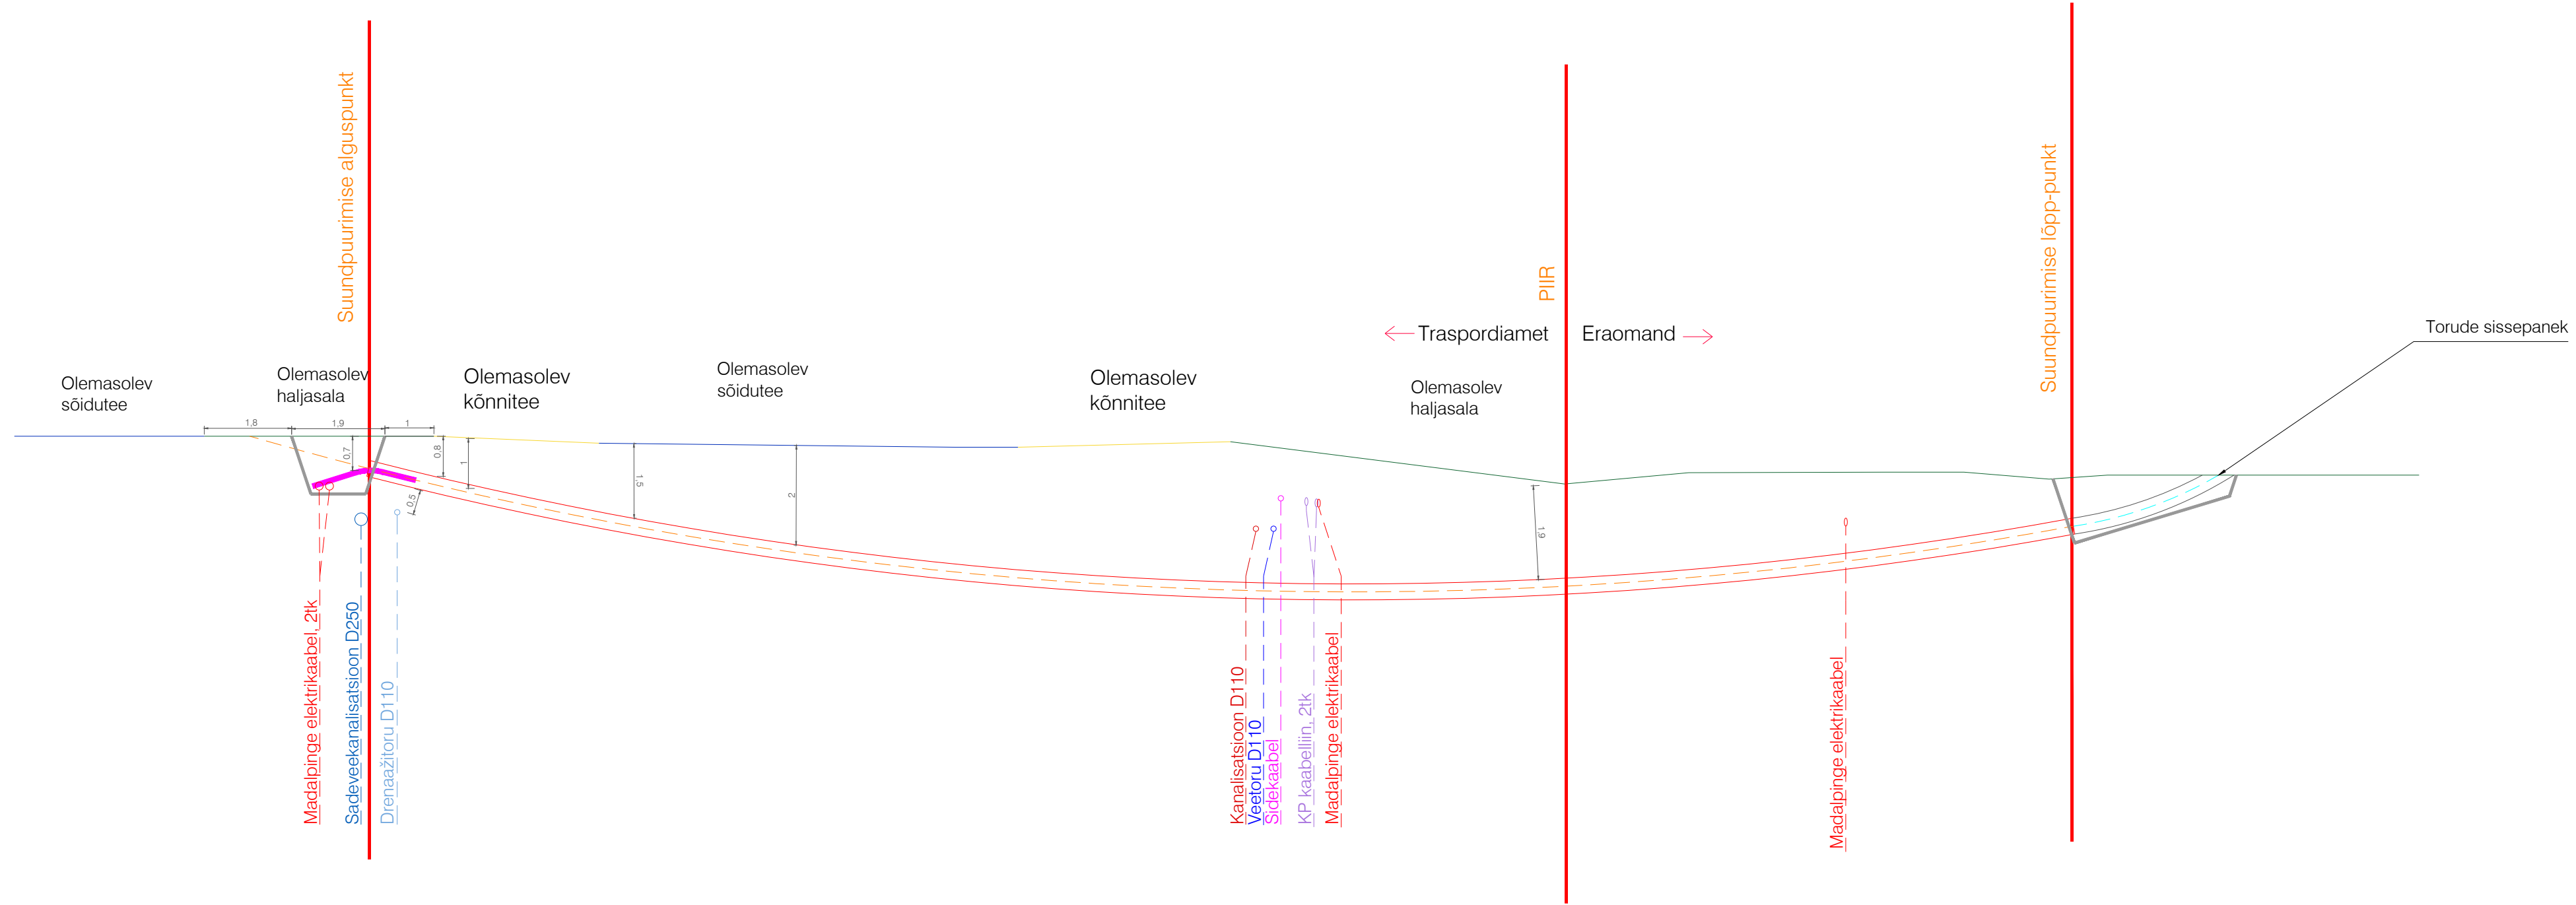 Suundpuurimise alguspunkt
PIIR
Suundpuurimise lõpp-punkt
Traspordiamet
Eraomand
Torude sissepanek
Olemasolev
sõidutee
Olemasolev
haljasala
Olemasolev
kõnnitee
Olemasolev
sõidutee
Olemasolev
kõnnitee
Olemasolev
haljasala
1,8
1,9
1
0,7
0,8
1
0,5
1,5
2
1,9
Madalpinge elektrikaabel, 2tk
Sadeveekanalisatsioon D250
Drenaažitoru D110
Kanalisatsioon D110
Veetoru D110
Sidekaabel
KP kaabelliin, 2tk
Madalpinge elektrikaabel
Madalpinge elektrikaabel